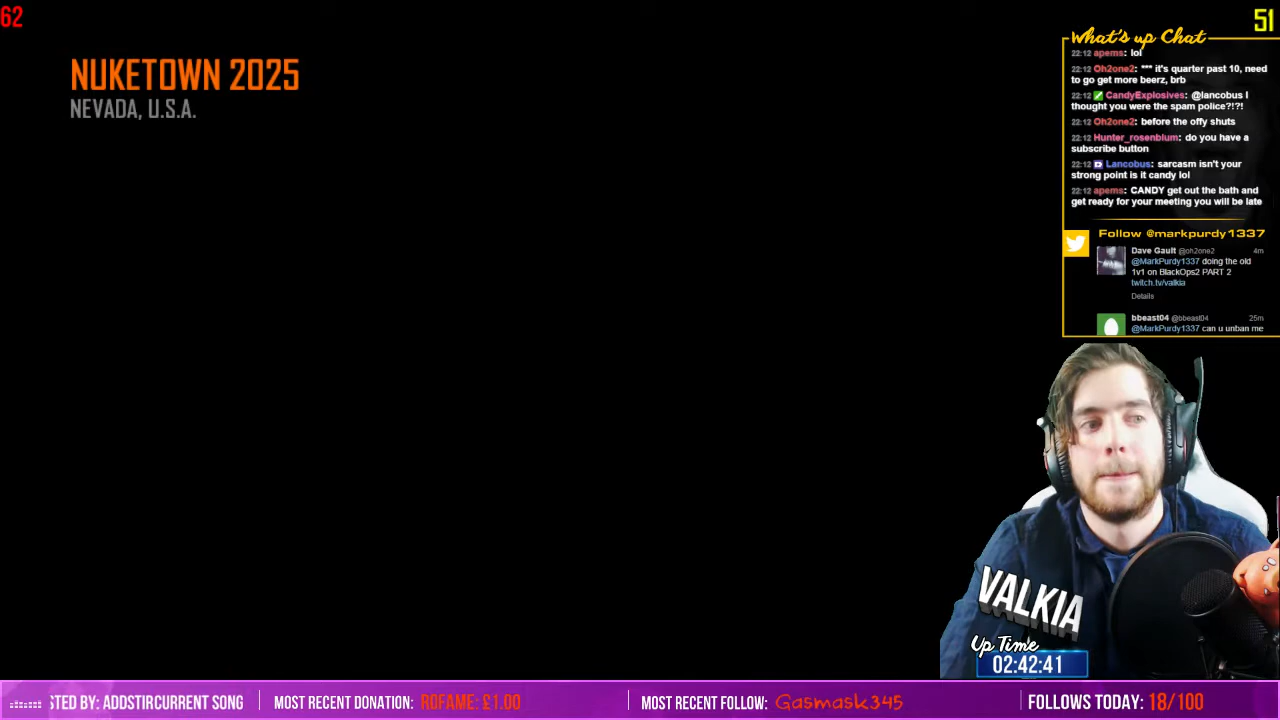 62
51
NUKETOWN 2025
NEVADA, U.S.A.
What's up Chat
22:12 apems: lol
22:12 Oh2one2: *** it's quarter past 10, need
to go get more beerz, brb
22:12 CandyExplosives: @lancobus I
thought you were the spam police?!?!
22:12 Oh2one2: before the offy shuts
22:12 Hunter_rosenblum: do you have a
subscribe button
22:12 Lancobus: sarcasm isn't your
strong point is it candy lol
22:12 apems: CANDY get out the bath and
get ready for your meeting you will be late
Follow @markpurdy1337
Dave Gault @oh2one2 4m
@MarkPurdy1337 doing the old
1v1 on BlackOps2 PART 2
twitch.tv/valkia
Details
bbeast04 @bbeast04 25m
@MarkPurdy1337 can u unban me
VALKIA
Up Time
02:42:41
STED BY: ADDSTIRCURRENT SONG
MOST RECENT DONATION: ROFAME: £1.00
MOST RECENT FOLLOW: Gasmask345
FOLLOWS TODAY: 18/100